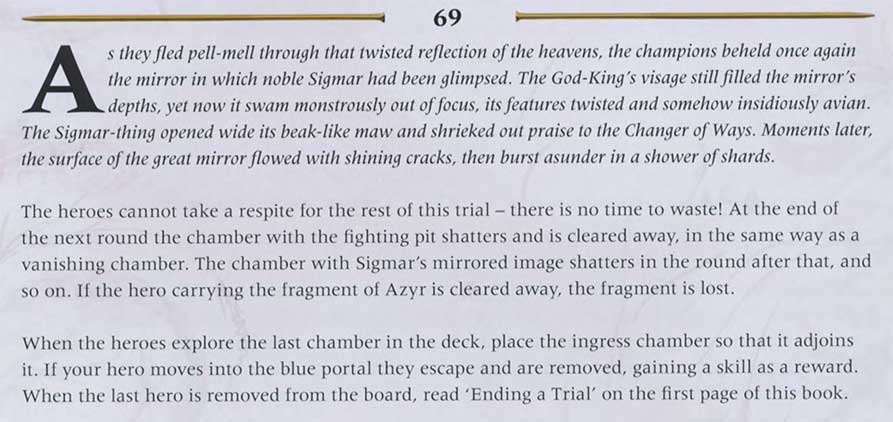 69
As they fled pell-mell through that twisted reflection of the heavens, the champions beheld once again
the mirror in which noble Sigmar had been glimpsed. The God-King's visage still filled the mirror's
depths, yet now it swam monstrously out of focus, its features twisted and somehow insidiously avian.
The Sigmar-thing opened wide its beak-like maw and shrieked out praise to the Changer of Ways. Moments later,
the surface of the great mirror flowed with shining cracks, then burst asunder in a shower of shards.
The heroes cannot take a respite for the rest of this trial – there is no time to waste! At the end of
the next round the chamber with the fighting pit shatters and is cleared away, in the same way as a
vanishing chamber. The chamber with Sigmar's mirrored image shatters in the round after that, and
so on. If the hero carrying the fragment of Azyr is cleared away, the fragment is lost.
When the heroes explore the last chamber in the deck, place the ingress chamber so that it adjoins
it. If your hero moves into the blue portal they escape and are removed, gaining a skill as a reward.
When the last hero is removed from the board, read 'Ending a Trial' on the first page of this book.